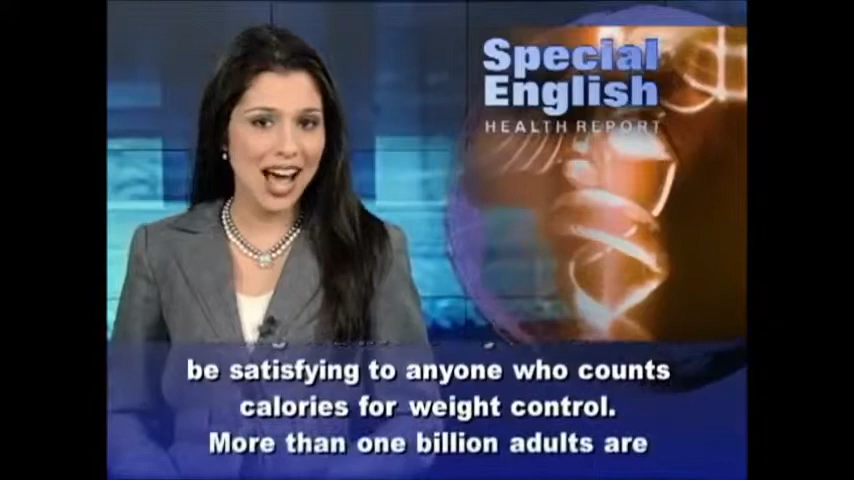 Special
English
HEALTH REPORT
be satisfying to anyone who counts
calories for weight control.
More than one billion adults are